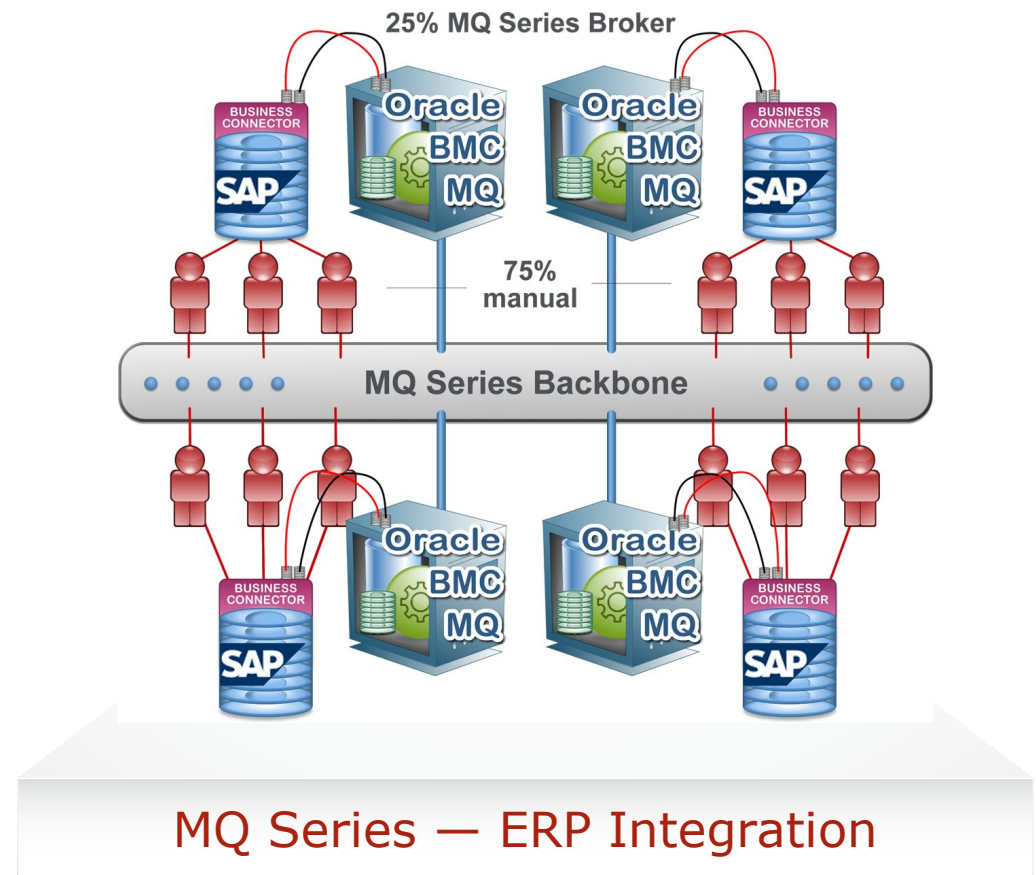 25% MQ Series Broker
BUSINESS
CONNECTOR
SAP
Oracle
BMC
MQ
Oracle
BMC
MQ
BUSINESS
CONNECTOR
SAP
75%
manual
MQ Series Backbone
BUSINESS
CONNECTOR
SAP
Oracle
BMC
MQ
Oracle
BMC
MQ
BUSINESS
CONNECTOR
SAP
MQ Series — ERP Integration